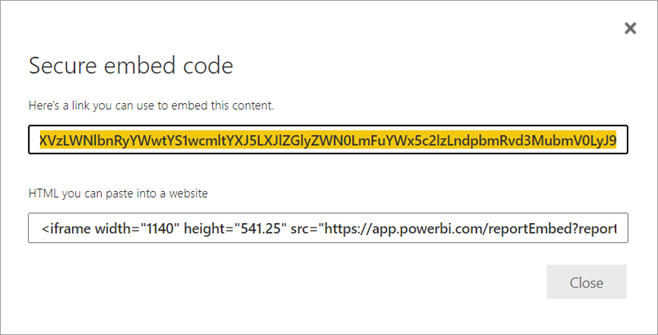 Secure embed code
Here's a link you can use to embed this content.
XVzLWNlbnRyYWwtYS1wcmltYXJ5LXJlZGlyZWN0LmFuYWx5c2lzLndpbmRvd3MubmV0LyJ9
HTML you can paste into a website
<iframe width="1140" height="541.25" src="https://app.powerbi.com/reportEmbed?report
Close